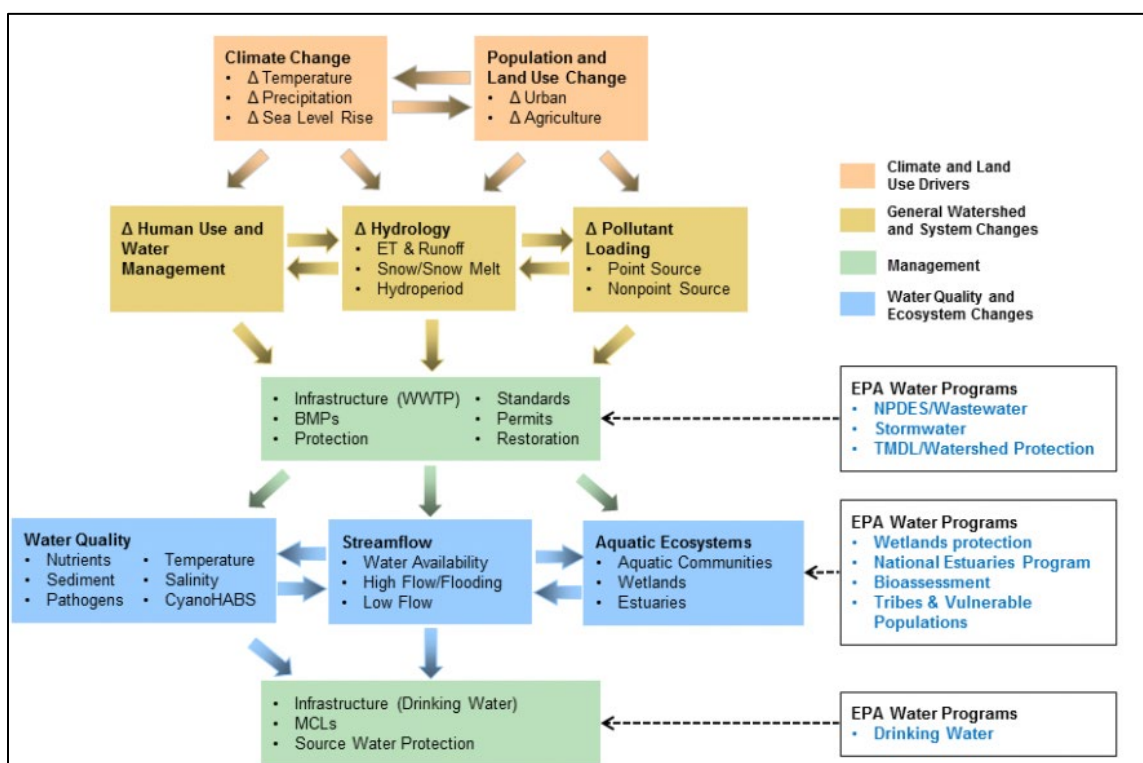 Climate Change
• Δ Temperature
• Δ Precipitation
• Δ Sea Level Rise
Population and
Land Use Change
• Δ Urban
• Δ Agriculture
Climate and Land
Use Drivers
General Watershed
and System Changes
Management
Water Quality and
Ecosystem Changes
Δ Human Use and
Water
Management
Δ Hydrology
• ET & Runoff
• Snow/Snow Melt
• Hydroperiod
Δ Pollutant
Loading
• Point Source
• Nonpoint Source
• Infrastructure (WWTP)
• BMPs
• Protection
• Standards
• Permits
• Restoration
EPA Water Programs
• NPDES/Wastewater
• Stormwater
• TMDL/Watershed Protection
Water Quality
• Nutrients
• Sediment
• Pathogens
• Temperature
• Salinity
• CyanoHABS
Streamflow
• Water Availability
• High Flow/Flooding
• Low Flow
Aquatic Ecosystems
• Aquatic Communities
• Wetlands
• Estuaries
EPA Water Programs
• Wetlands protection
• National Estuaries Program
• Bioassessment
• Tribes & Vulnerable
Populations
• Infrastructure (Drinking Water)
• MCLs
• Source Water Protection
EPA Water Programs
• Drinking Water